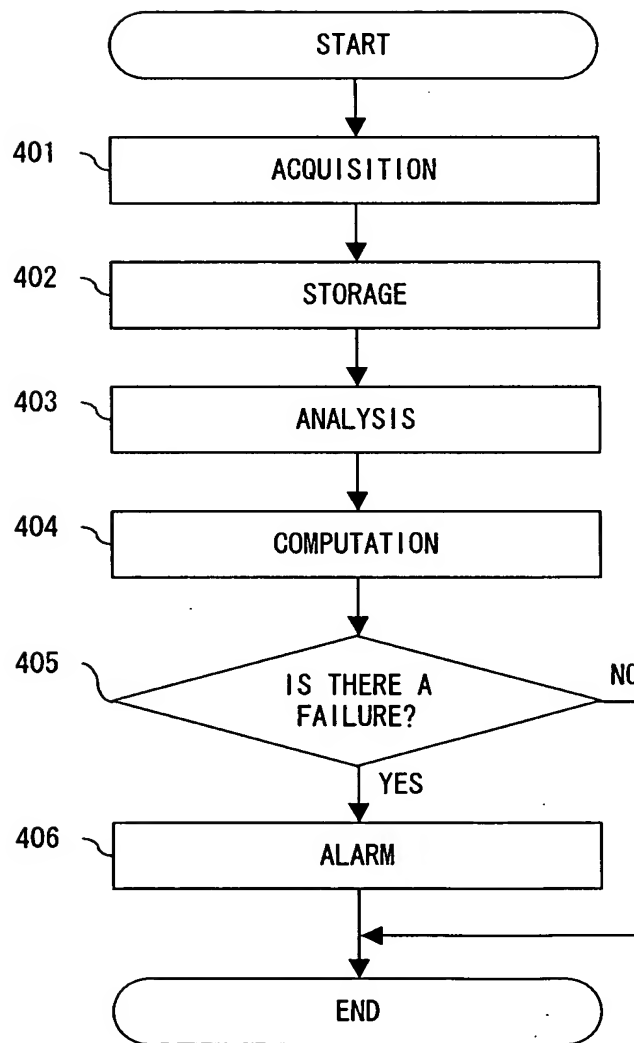 START
401
ACQUISITION
402
STORAGE
403
ANALYSIS
404
COMPUTATION
405
IS THERE A
FAILURE?
NO
YES
406
ALARM
END